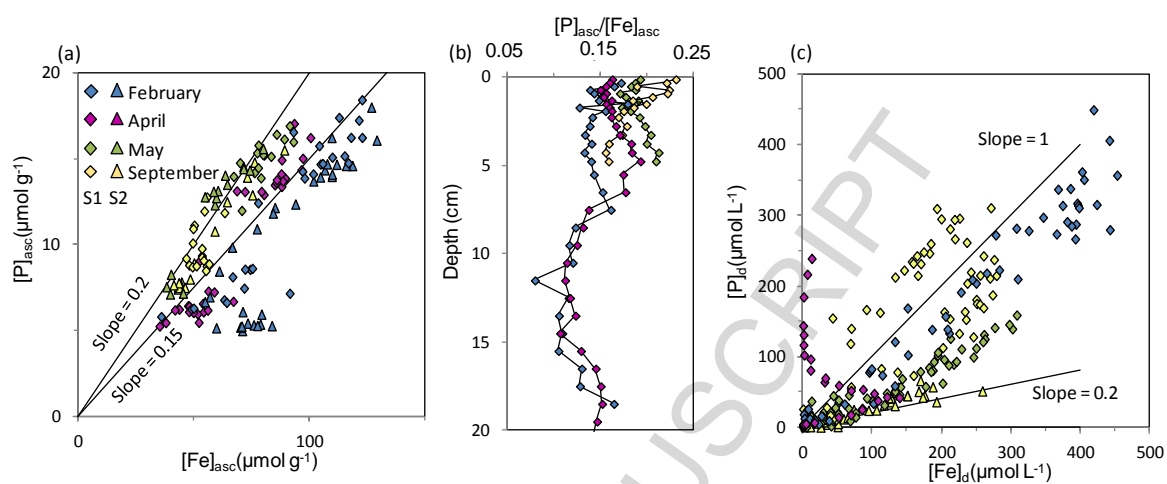 (a)
20
10
0
[P]asc(μmol g-1)
February
April
May
September
S1 S2
Slope = 0.2
Slope = 0.15
0
100
[Fe]asc(μmol g-1)
(b)
[P]asc/[Fe]asc
0.05
0.15
0.25
0
5
10
15
20
Depth (cm)
(c)
500
400
300
200
100
0
[P]d(μmol L-1)
Slope = 1
Slope = 0.2
0
100
200
300
400
500
[Fe]d(μmol L-1)
USCRIPT